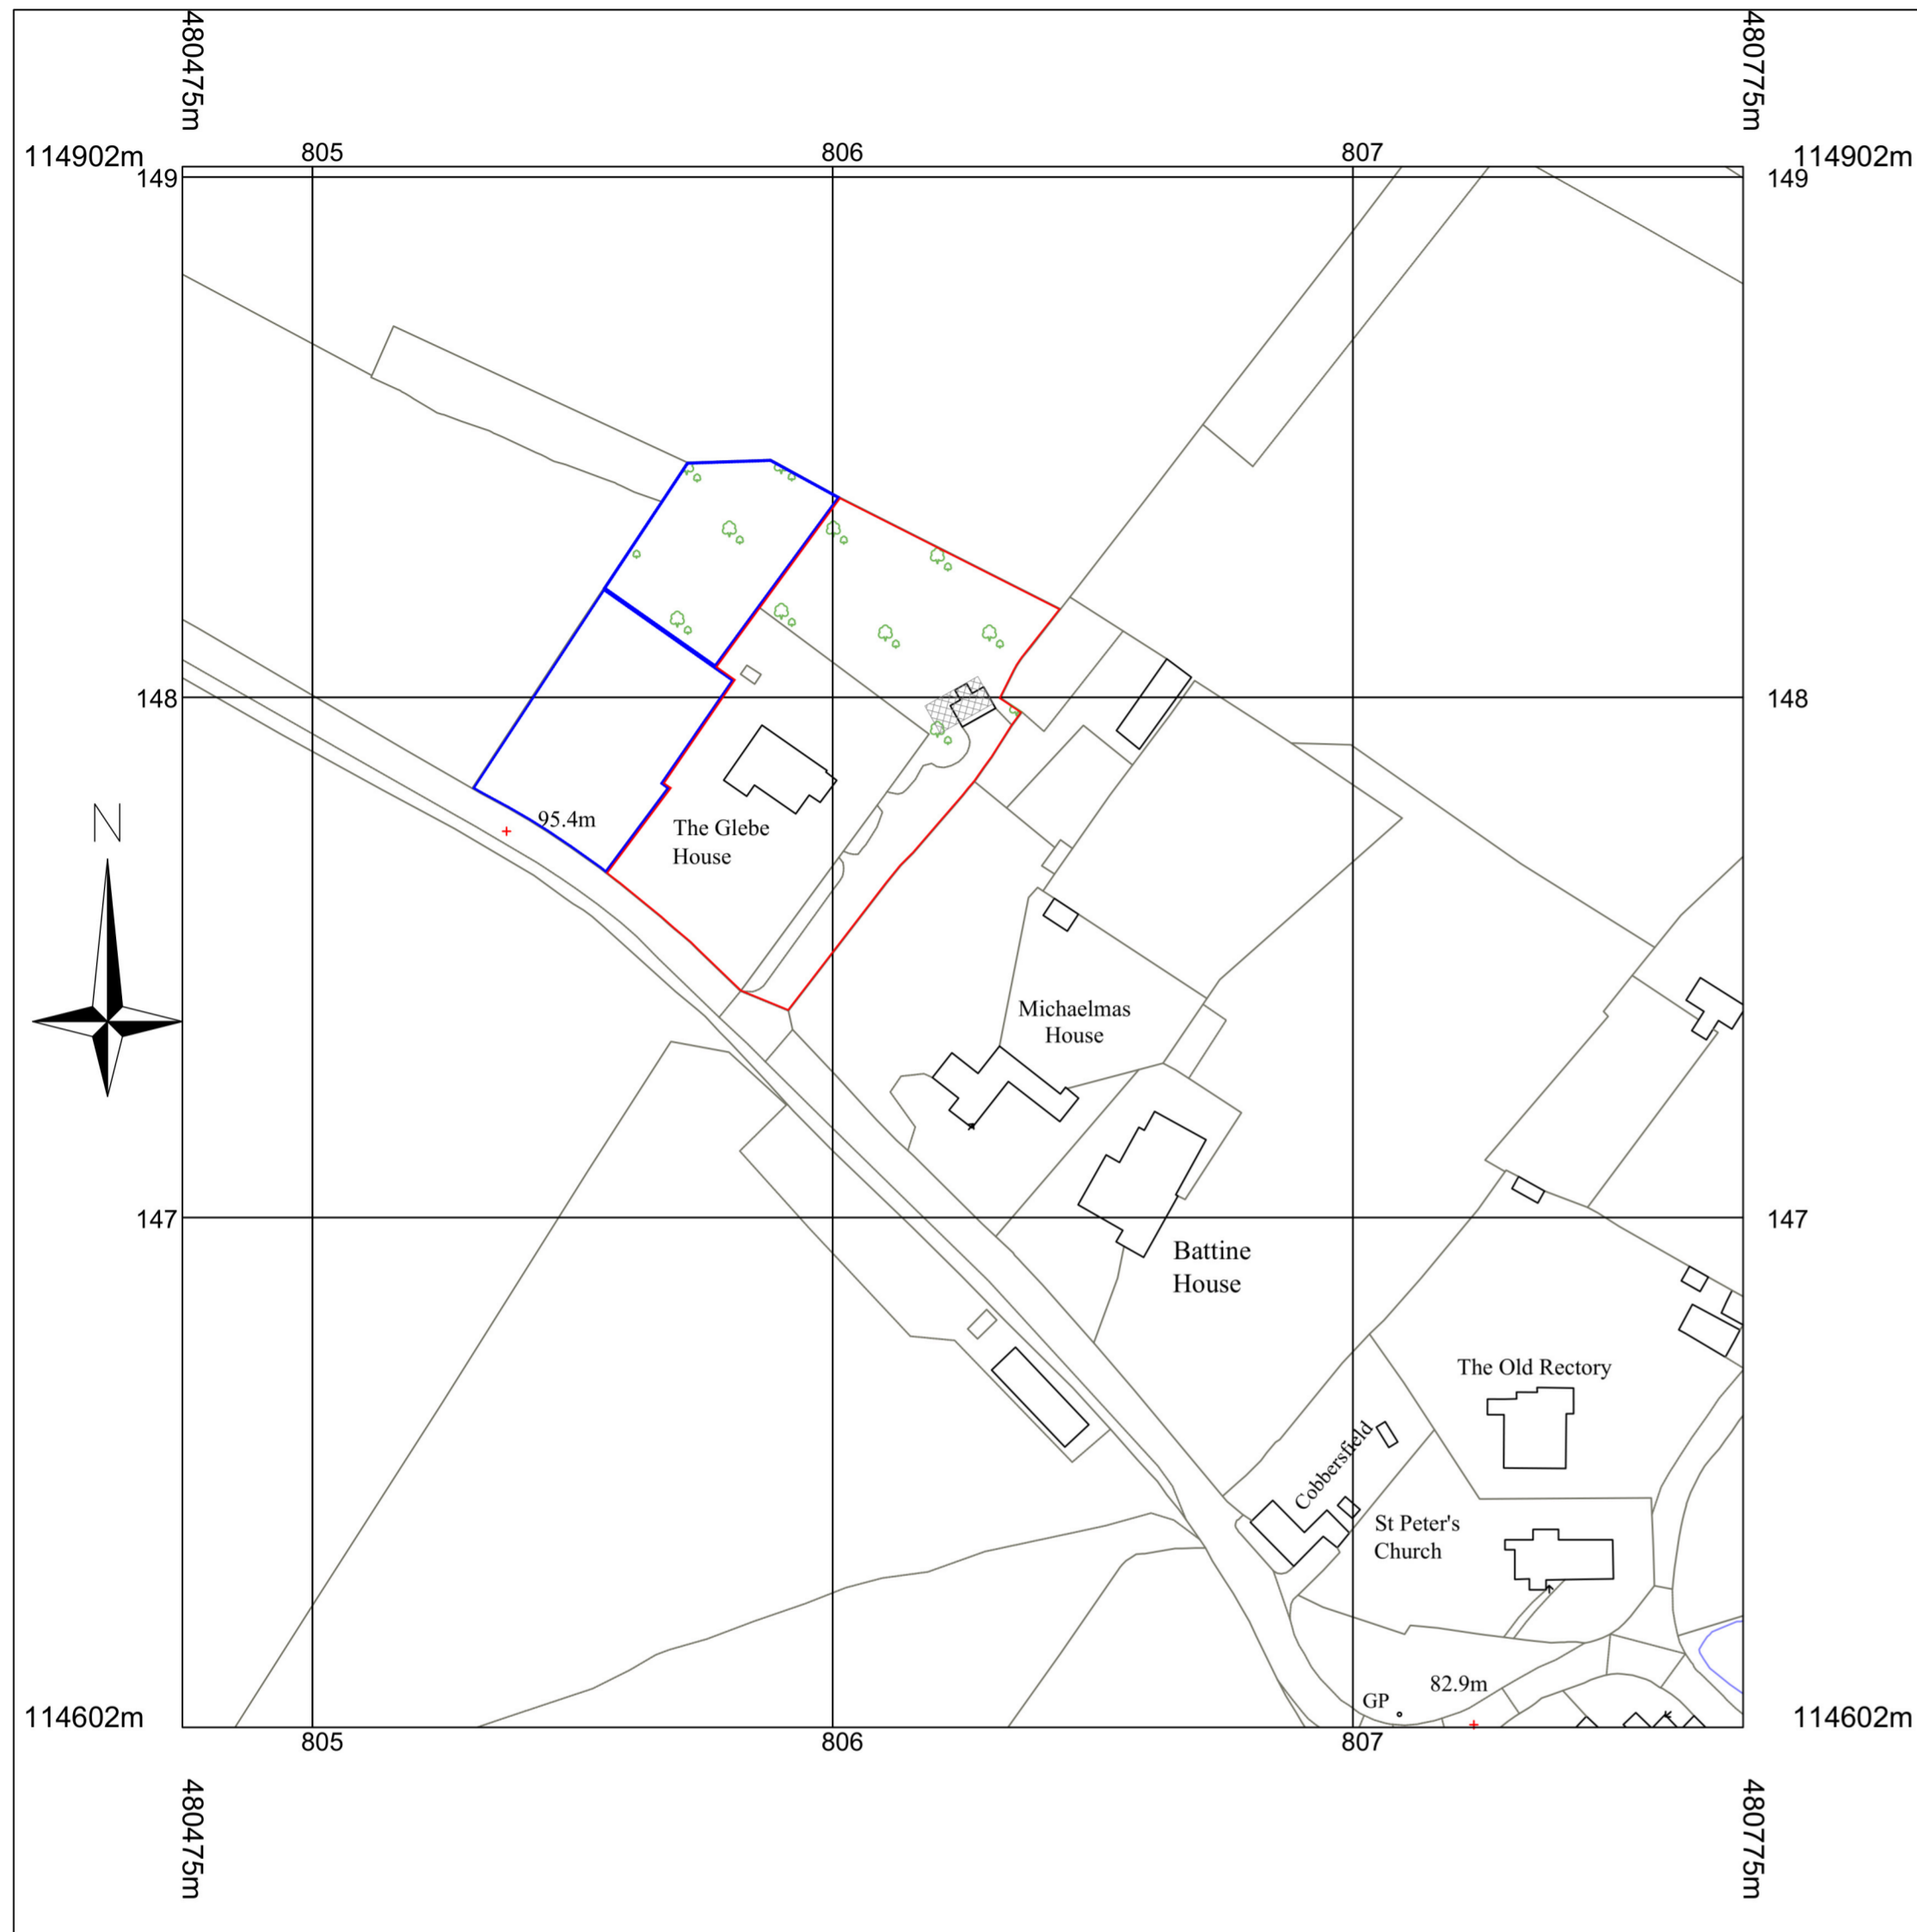 480475m
480775m
114902m
805
806
807
114902m
149
149
148
148
95.4m
The Glebe
House
N
Michaelmas
House
147
147
Battine
House
The Old Rectory
Cobbersfield
St Peter's
Church
82.9m
GP
114602m
114602m
805
806
807
480475m
480775m